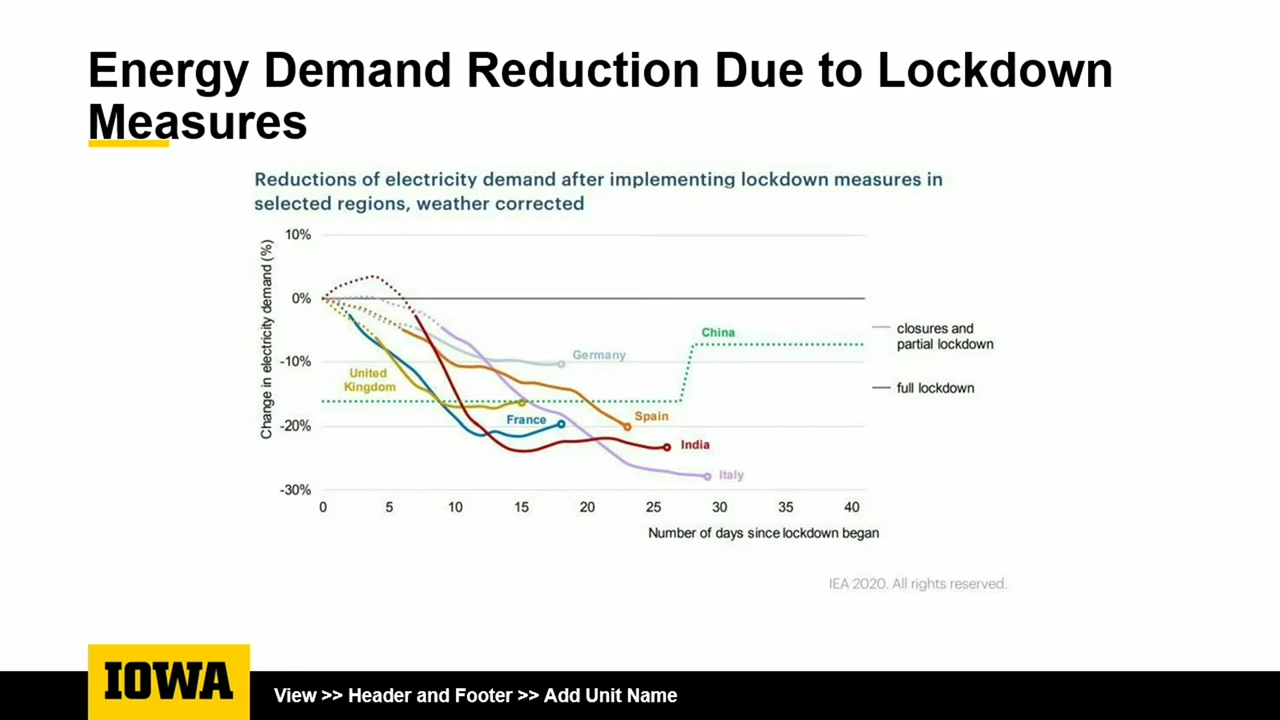 Energy Demand Reduction Due to Lockdown
Measures
Reductions of electricity demand after implementing lockdown measures in
selected regions, weather corrected
Change in electricity demand (%)
10%
0%
-10%
-20%
-30%
China
Germany
United
Kingdom
France
Spain
India
Italy
closures and
partial lockdown
full lockdown
0 5 10 15 20 25 30 35 40
Number of days since lockdown began
IEA 2020. All rights reserved.
IOWA
View >> Header and Footer >> Add Unit Name